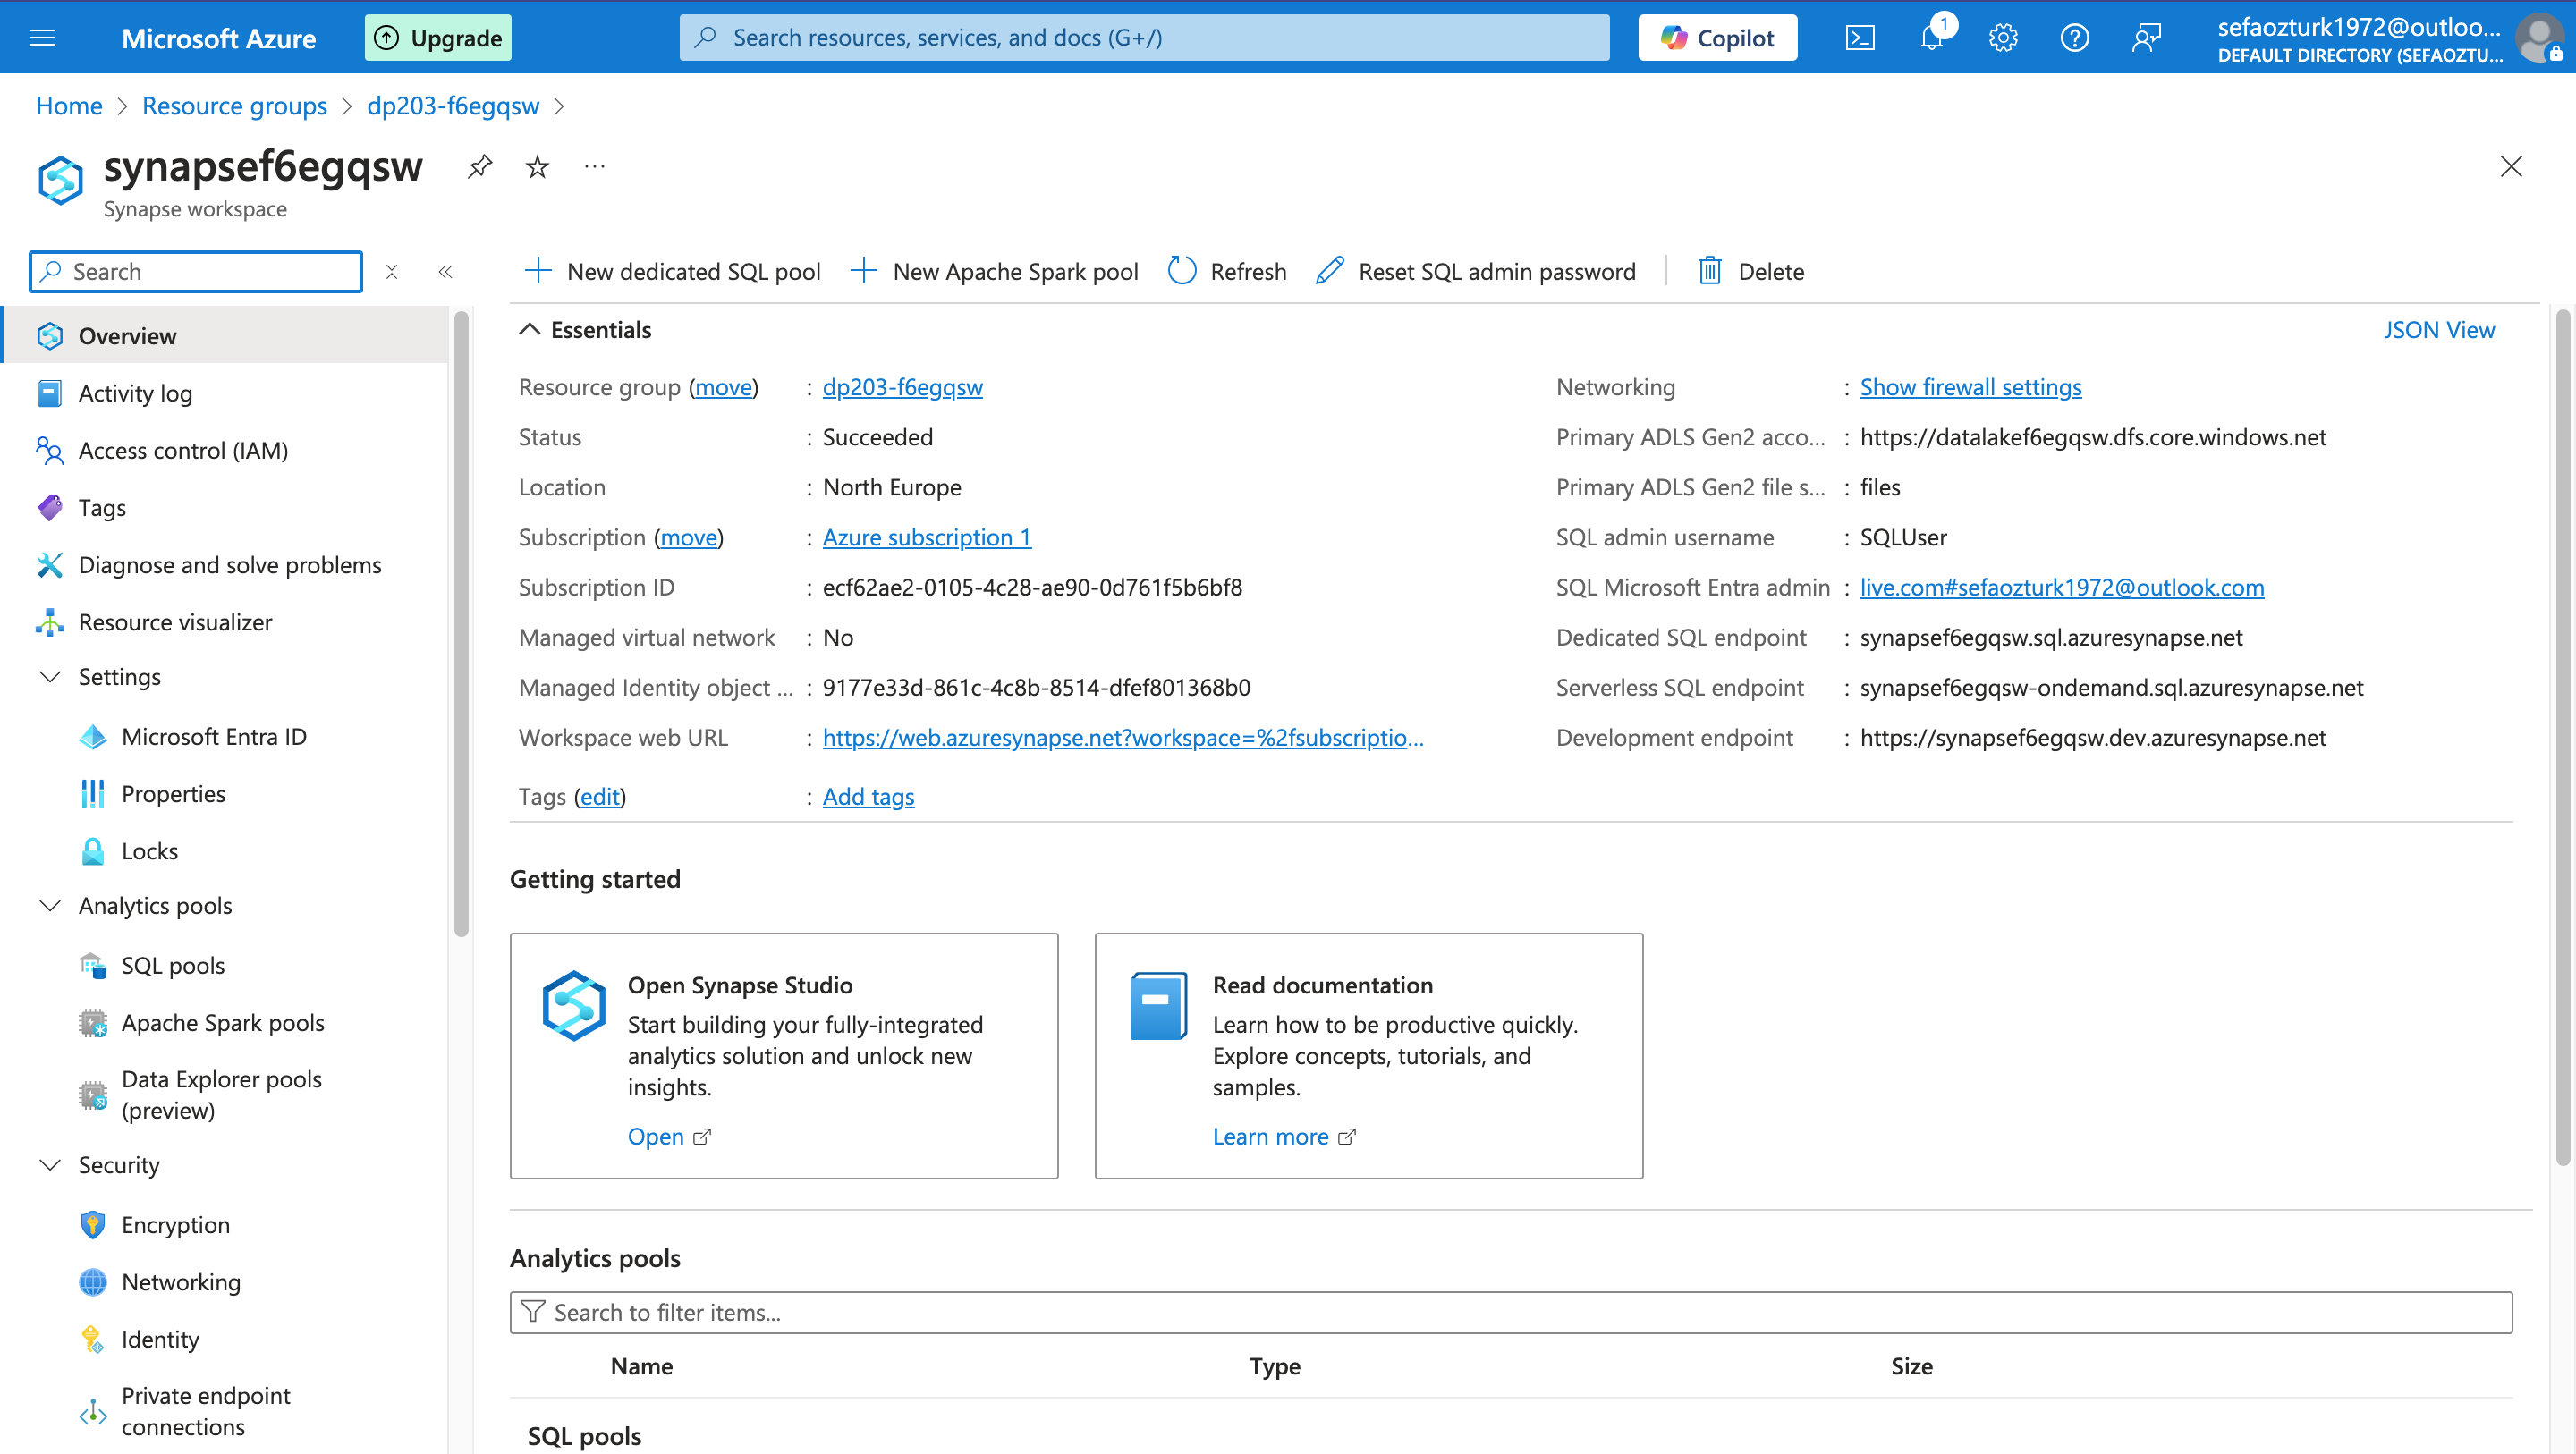 Microsoft Azure
Upgrade
Search resources, services, and docs (G+/)
Copilot
1
sefaozturk1972@outloo...
DEFAULT DIRECTORY (SEFAOZTU...
Home > Resource groups > dp203-f6egqsw >
synapsef6egqsw
Synapse workspace
Search
New dedicated SQL pool
New Apache Spark pool
Refresh
Reset SQL admin password
Delete
Overview
Activity log
Access control (IAM)
Tags
Diagnose and solve problems
Resource visualizer
Settings
Microsoft Entra ID
Properties
Locks
Analytics pools
SQL pools
Apache Spark pools
Data Explorer pools
(preview)
Security
Encryption
Networking
Identity
Private endpoint
connections
Essentials
JSON View
Resource group (move) : dp203-f6egqsw
Status : Succeeded
Location : North Europe
Subscription (move) : Azure subscription 1
Subscription ID : ecf62ae2-0105-4c28-ae90-0d761f5b6bf8
Managed virtual network : No
Managed Identity object ... : 9177e33d-861c-4c8b-8514-dfef801368b0
Workspace web URL : https://web.azuresynapse.net?workspace=%2fsubscriptio...
Tags (edit) : Add tags
Networking : Show firewall settings
Primary ADLS Gen2 acco... : https://datalakef6egqsw.dfs.core.windows.net
Primary ADLS Gen2 file s... : files
SQL admin username : SQLUser
SQL Microsoft Entra admin : live.com#sefaozturk1972@outlook.com
Dedicated SQL endpoint : synapsef6egqsw.sql.azuresynapse.net
Serverless SQL endpoint : synapsef6egqsw-ondemand.sql.azuresynapse.net
Development endpoint : https://synapsef6egqsw.dev.azuresynapse.net
Getting started
Open Synapse Studio
Start building your fully-integrated
analytics solution and unlock new
insights.
Open
Read documentation
Learn how to be productive quickly.
Explore concepts, tutorials, and
samples.
Learn more
Analytics pools
Search to filter items...
Name Type Size
SQL pools